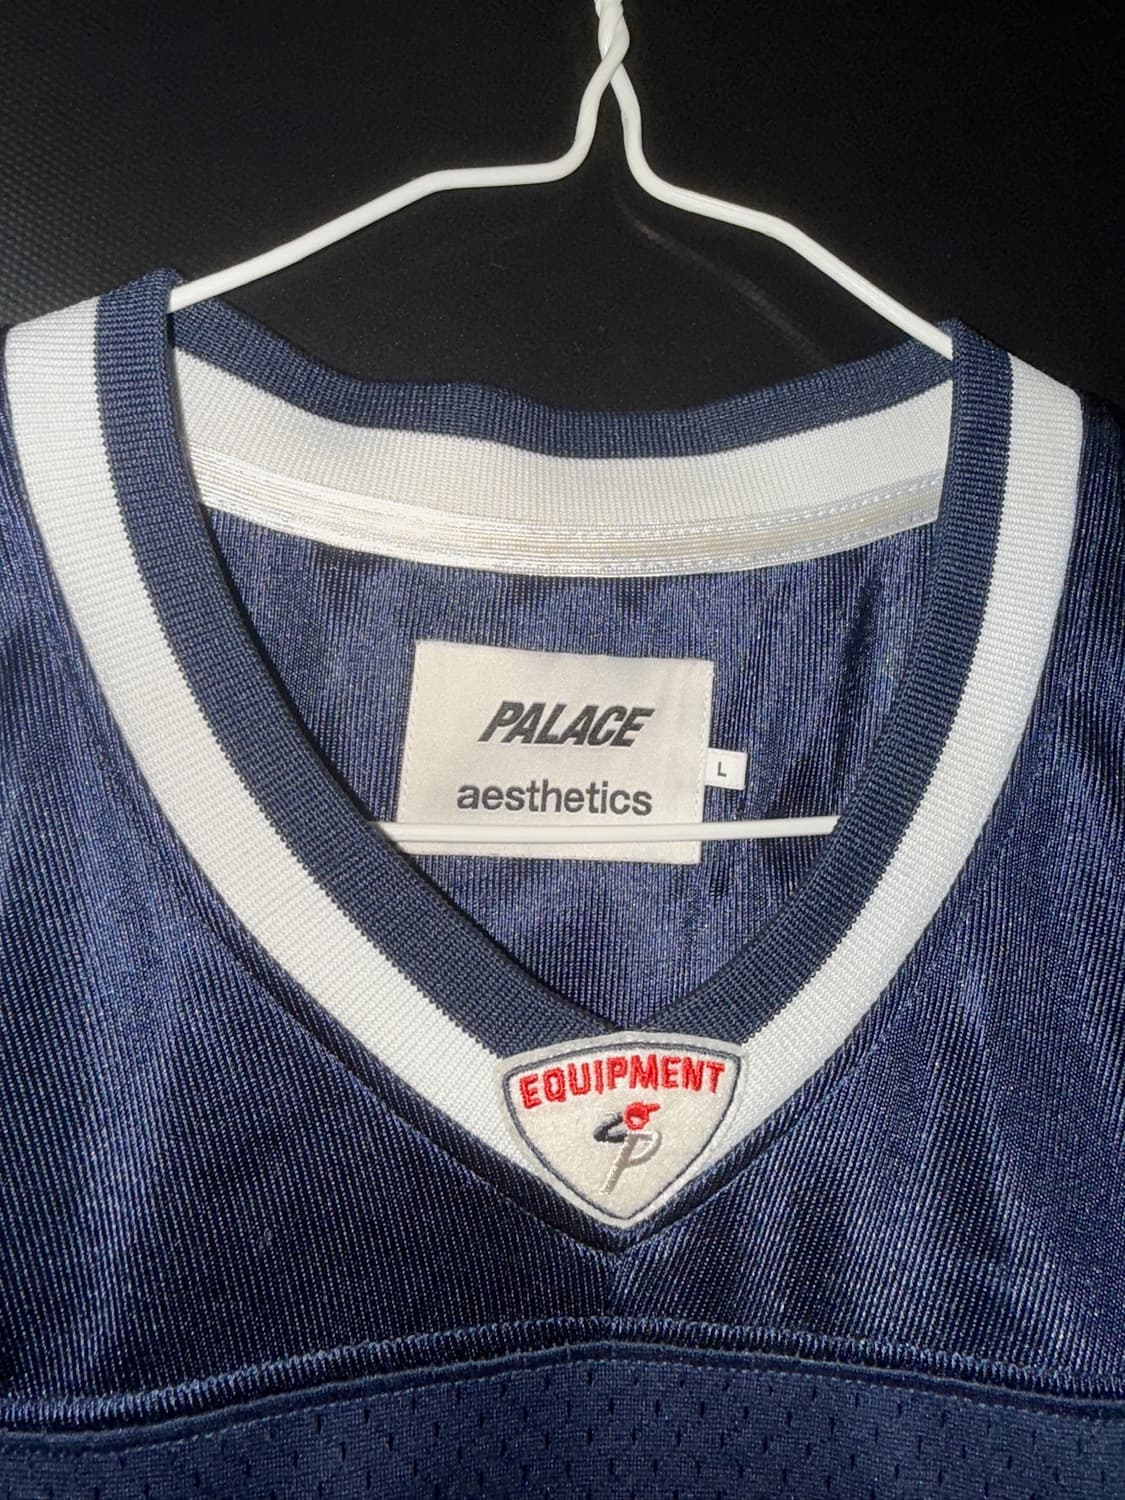 PALACE
aesthetics
L
EQUIPMENT
P